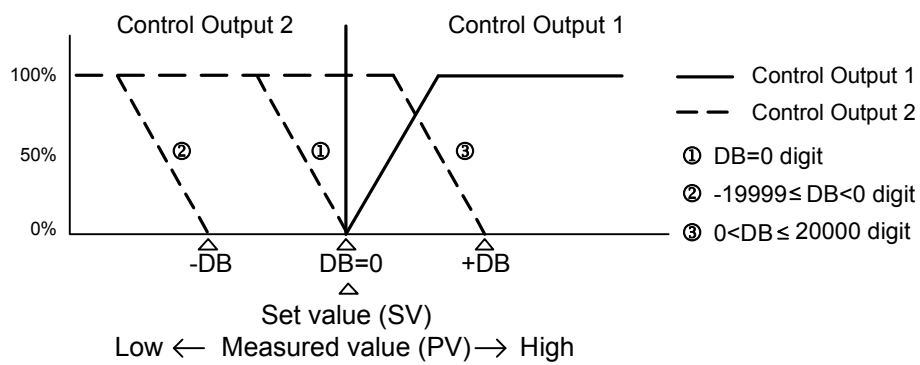 Control Output 2
Control Output 1
100%
50%
0%
②
①
③
-DB
DB=0
+DB
Set value (SV)
Low ← Measured value (PV) → High
Control Output 1
Control Output 2
① DB=0 digit
② -19999≤ DB<0 digit
③ 0<DB≤ 20000 digit